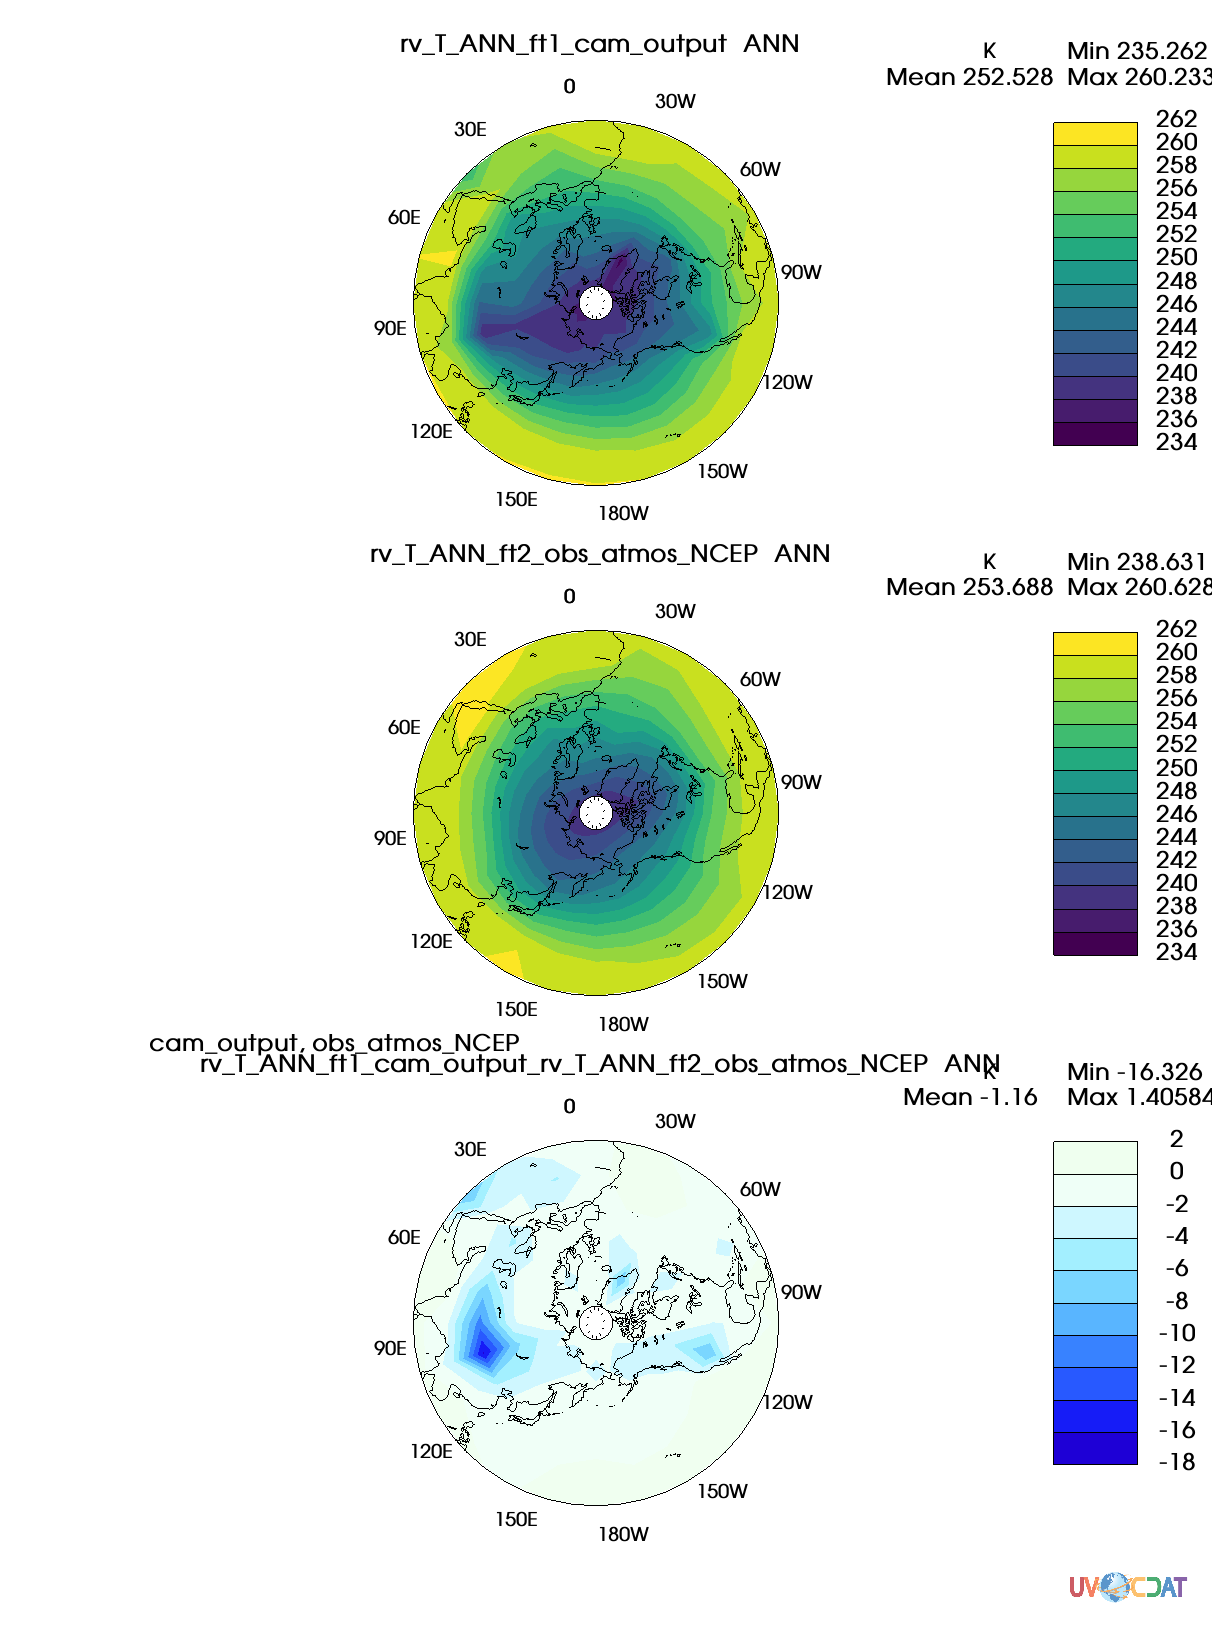 rv_T_ANN_ft1_cam_output ANN
K Min 235.262
Mean 252.528 Max 260.233
0
30W
30E
60W
60E
90W
90E
120W
120E
150W
150E
180W
262
260
258
256
254
252
250
248
246
244
242
240
238
236
234
rv_T_ANN_ft2_obs_atmos_NCEP ANN
K Min 238.631
Mean 253.688 Max 260.628
0
30W
30E
60W
60E
90W
90E
120W
120E
150W
150E
180W
262
260
258
256
254
252
250
248
246
244
242
240
238
236
234
cam_output, obs_atmos_NCEP
rv_T_ANN_ft1_cam_output_rv_T_ANN_ft2_obs_atmos_NCEP ANN
K Min -16.326
Mean -1.16 Max 1.40584
0
30W
30E
60W
60E
90W
90E
120W
120E
150W
150E
180W
2
0
-2
-4
-6
-8
-10
-12
-14
-16
-18
UV CDAT